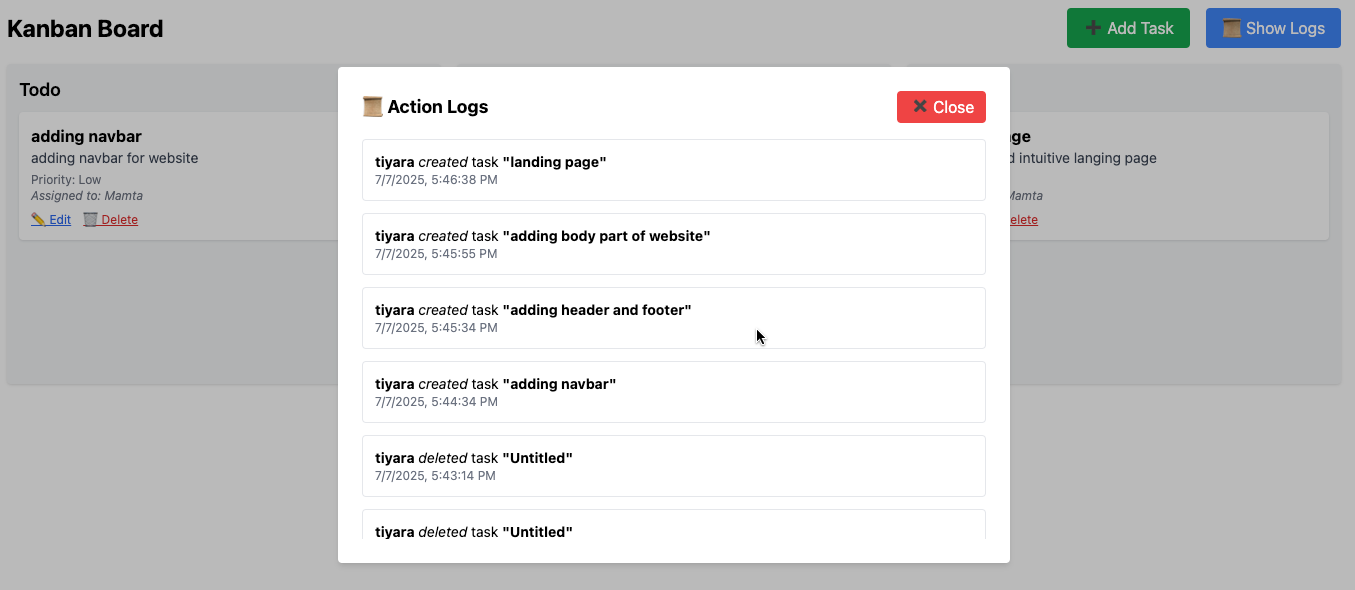 Kanban Board
Add Task
Show Logs
Todo
adding navbar
adding navbar for website
Priority: Low
Assigned to: Mamta
Edit Delete
Action Logs
Close
tiyara created task "landing page"
7/7/2025, 5:46:38 PM
tiyara created task "adding body part of website"
7/7/2025, 5:45:55 PM
tiyara created task "adding header and footer"
7/7/2025, 5:45:34 PM
tiyara created task "adding navbar"
7/7/2025, 5:44:34 PM
tiyara deleted task "Untitled"
7/7/2025, 5:43:14 PM
tiyara deleted task "Untitled"
intuitive langing page
Mamta